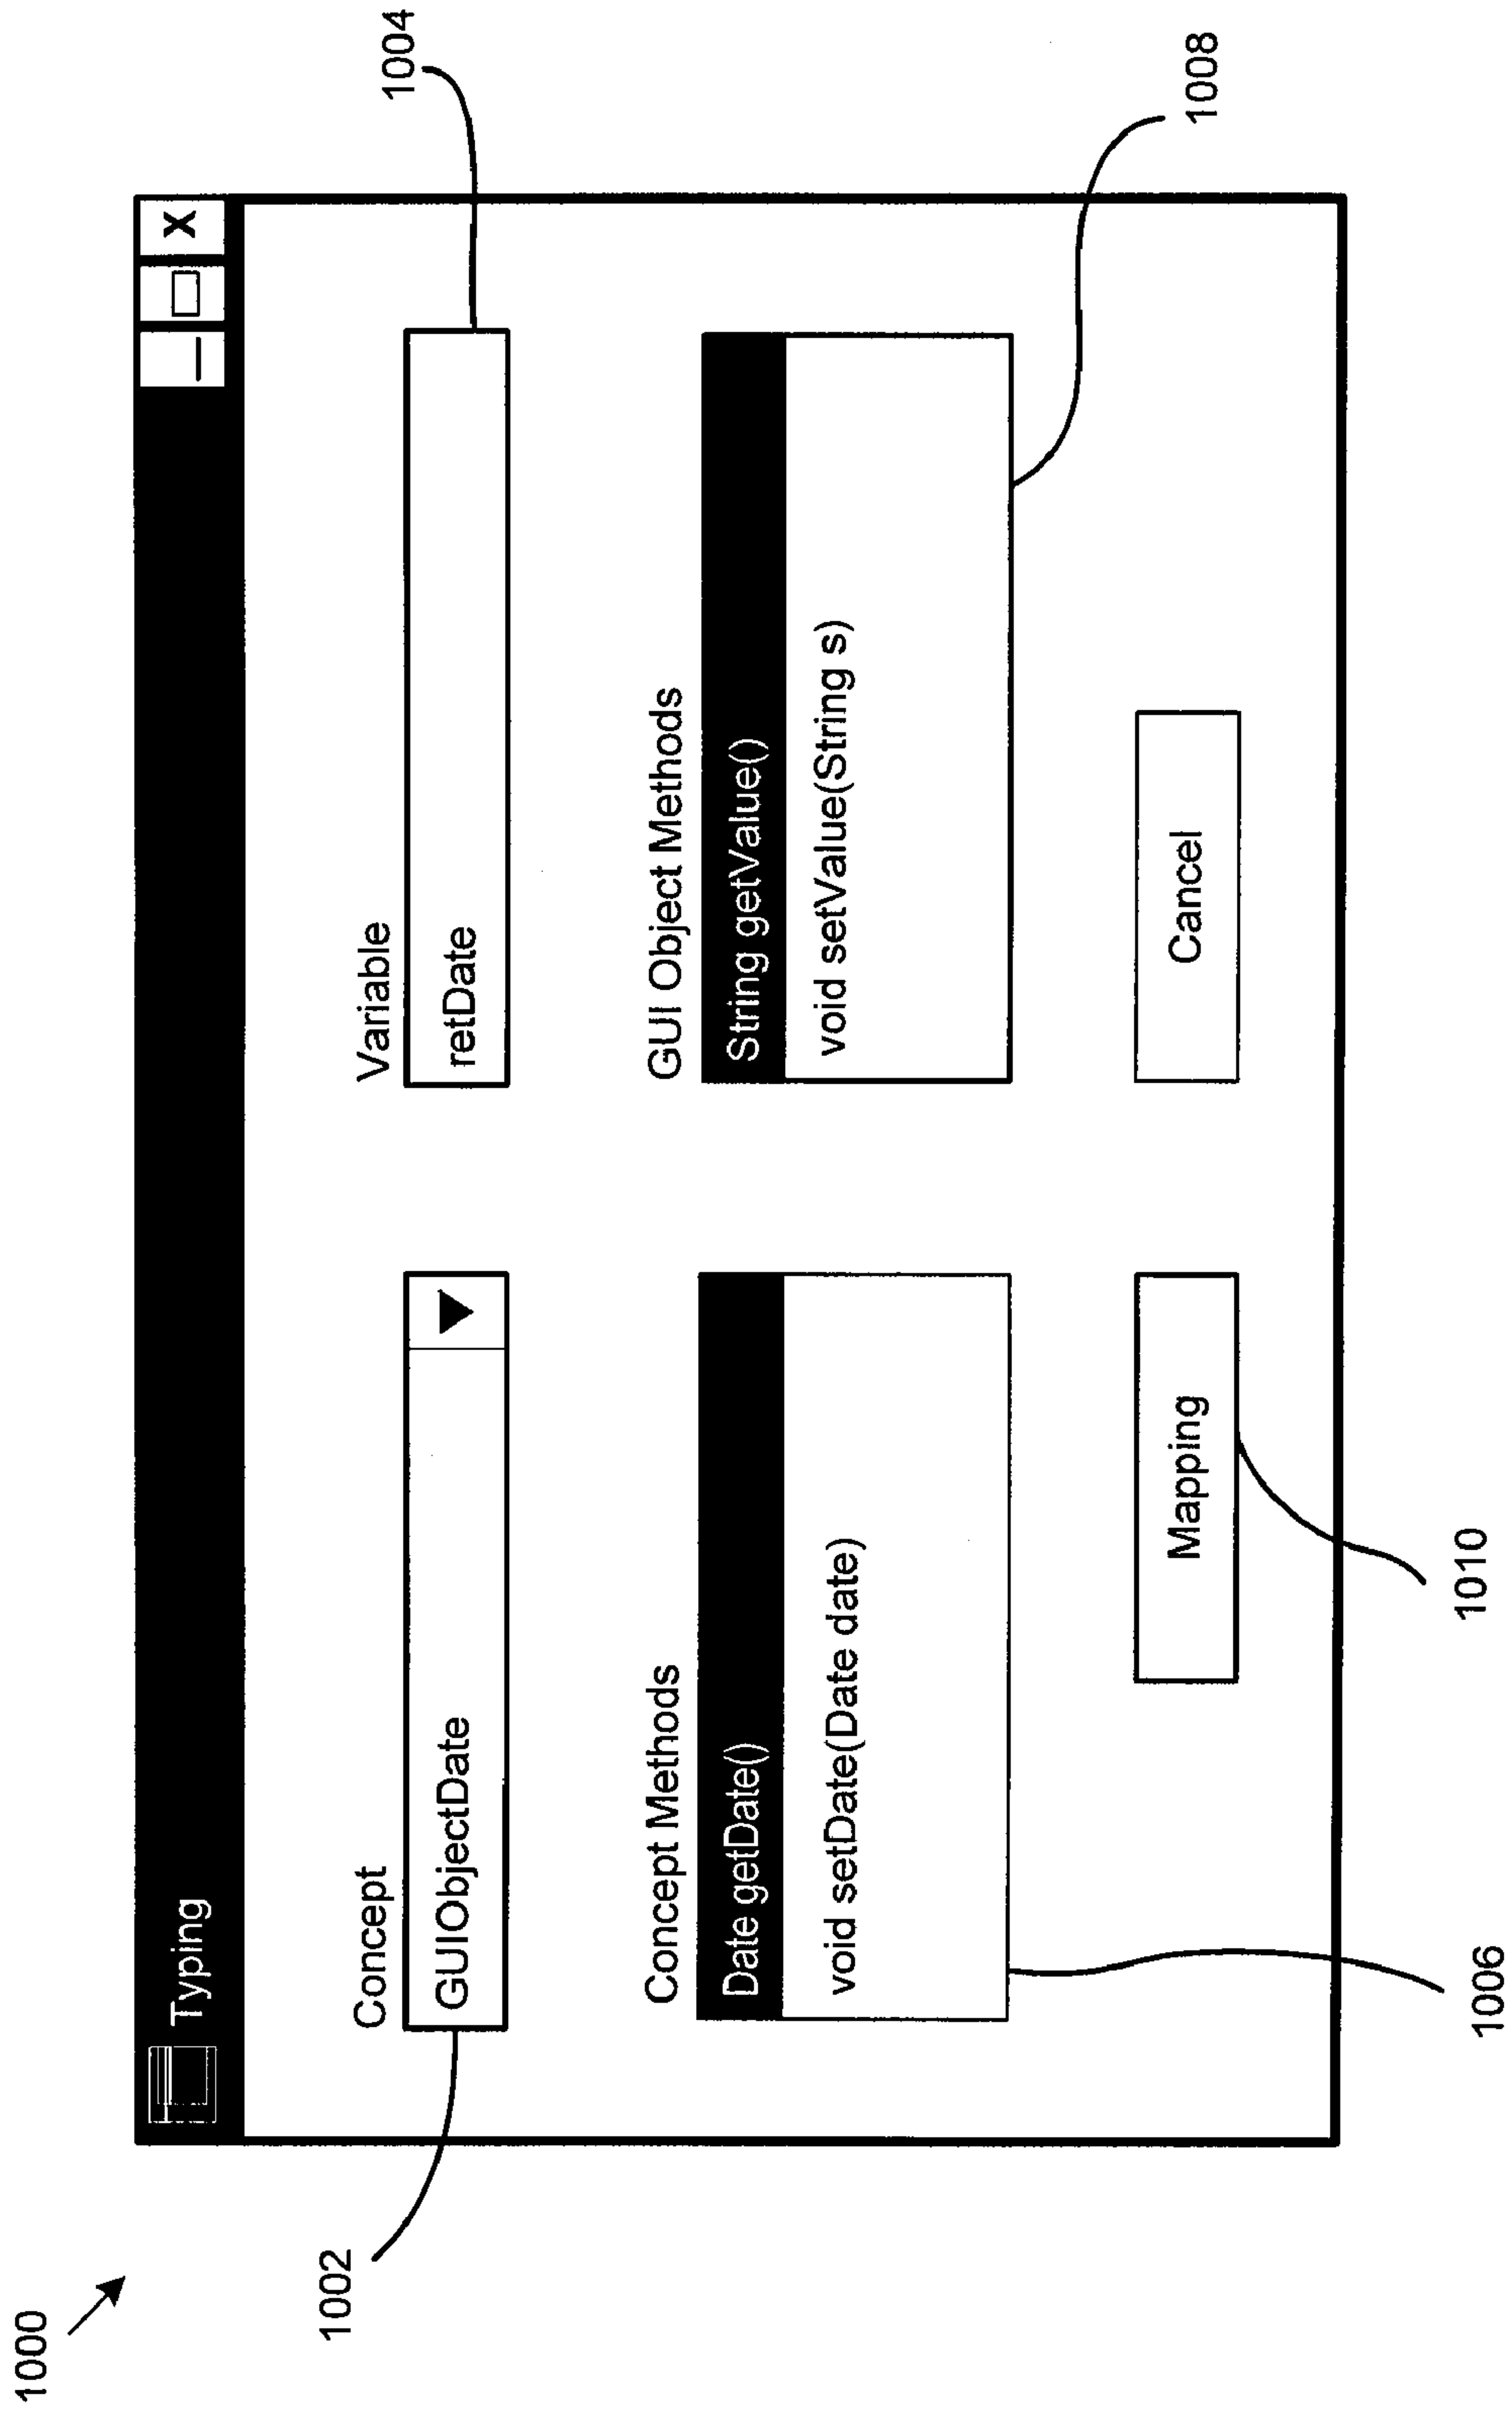 1000
Typing
X
1002
1004
Concept
Variable
GUIObjectDate
retDate
Concept Methods
GUI Object Methods
Date getDate()
String getValue()
void setDate(Date date)
void setValue(String s)
1006
1008
Mapping
Cancel
1010